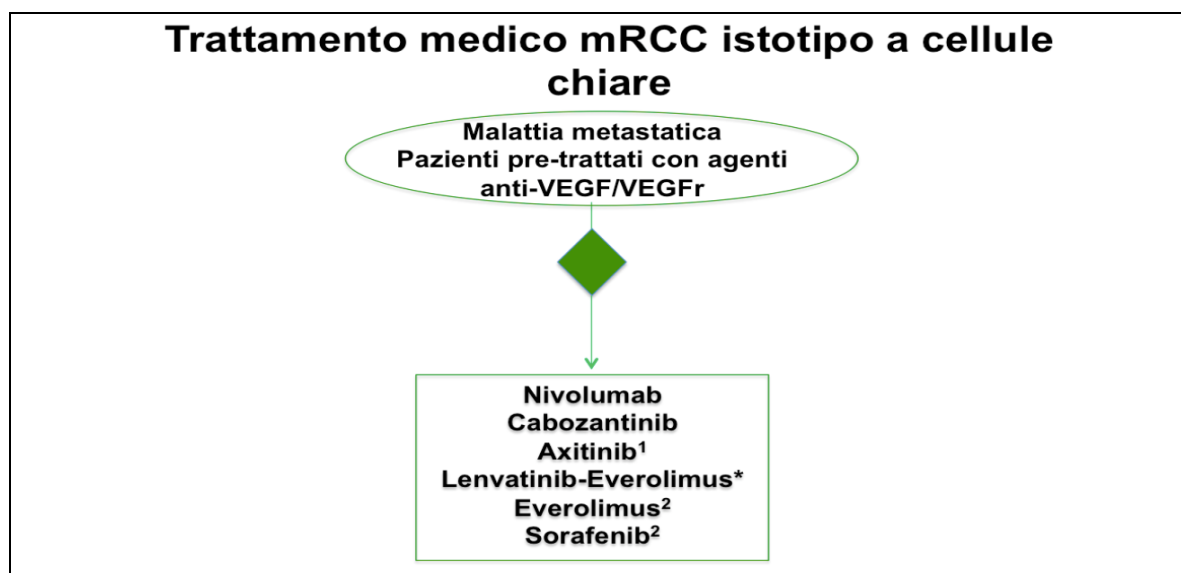 Trattamento medico mRCC istotipo a cellule
chiare
Malattia metastatica
Pazienti pre-trattati con agenti
anti-VEGF/VEGFr
Nivolumab
Cabozantinib
Axitinib¹
Lenvatinib-Everolimus*
Everolimus²
Sorafenib²